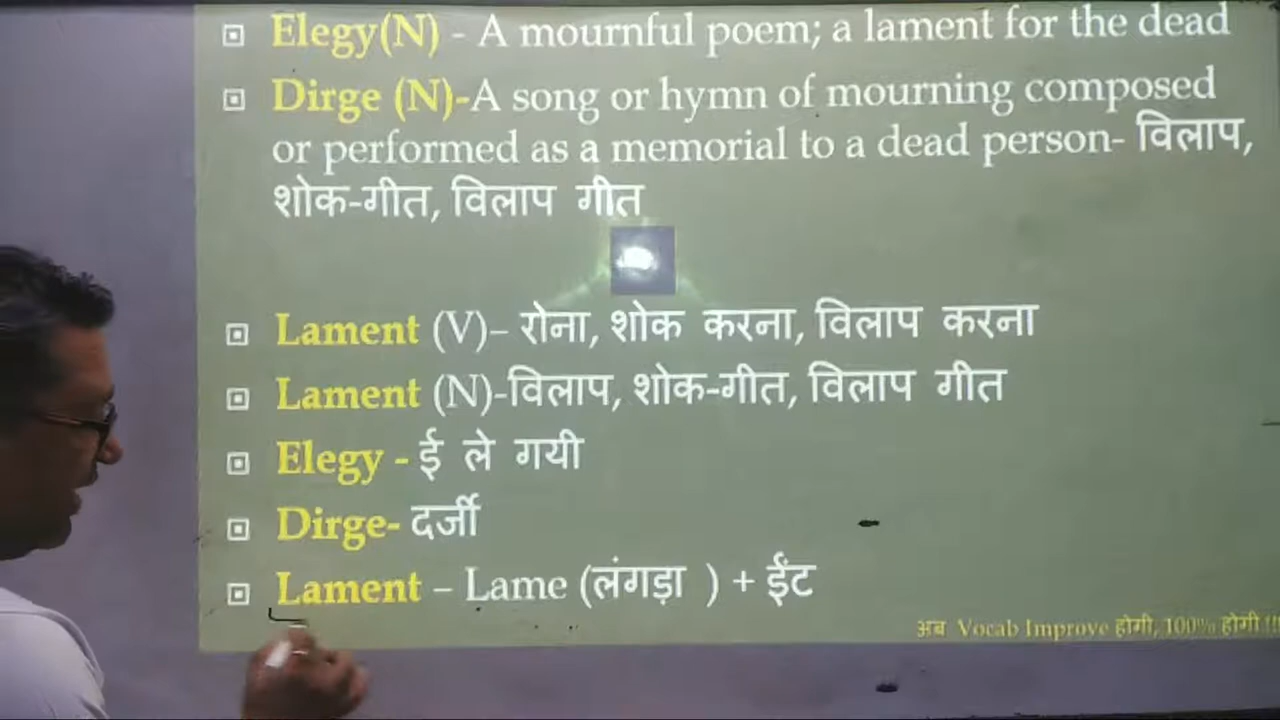 Elegy(N) - A mournful poem; a lament for the dead
Dirge (N)-A song or hymn of mourning composed
or performed as a memorial to a dead person- विलाप,
शोक-गीत, विलाप गीत
Lament (V)– रोना, शोक करना, विलाप करना
Lament (N)-विलाप, शोक-गीत, विलाप गीत
Elegy - ई ले गयी
Dirge- दर्जी
Lament – Lame (लंगड़ा ) + ईंट
अब Vocab Improve होगी, 100% होगी !!!